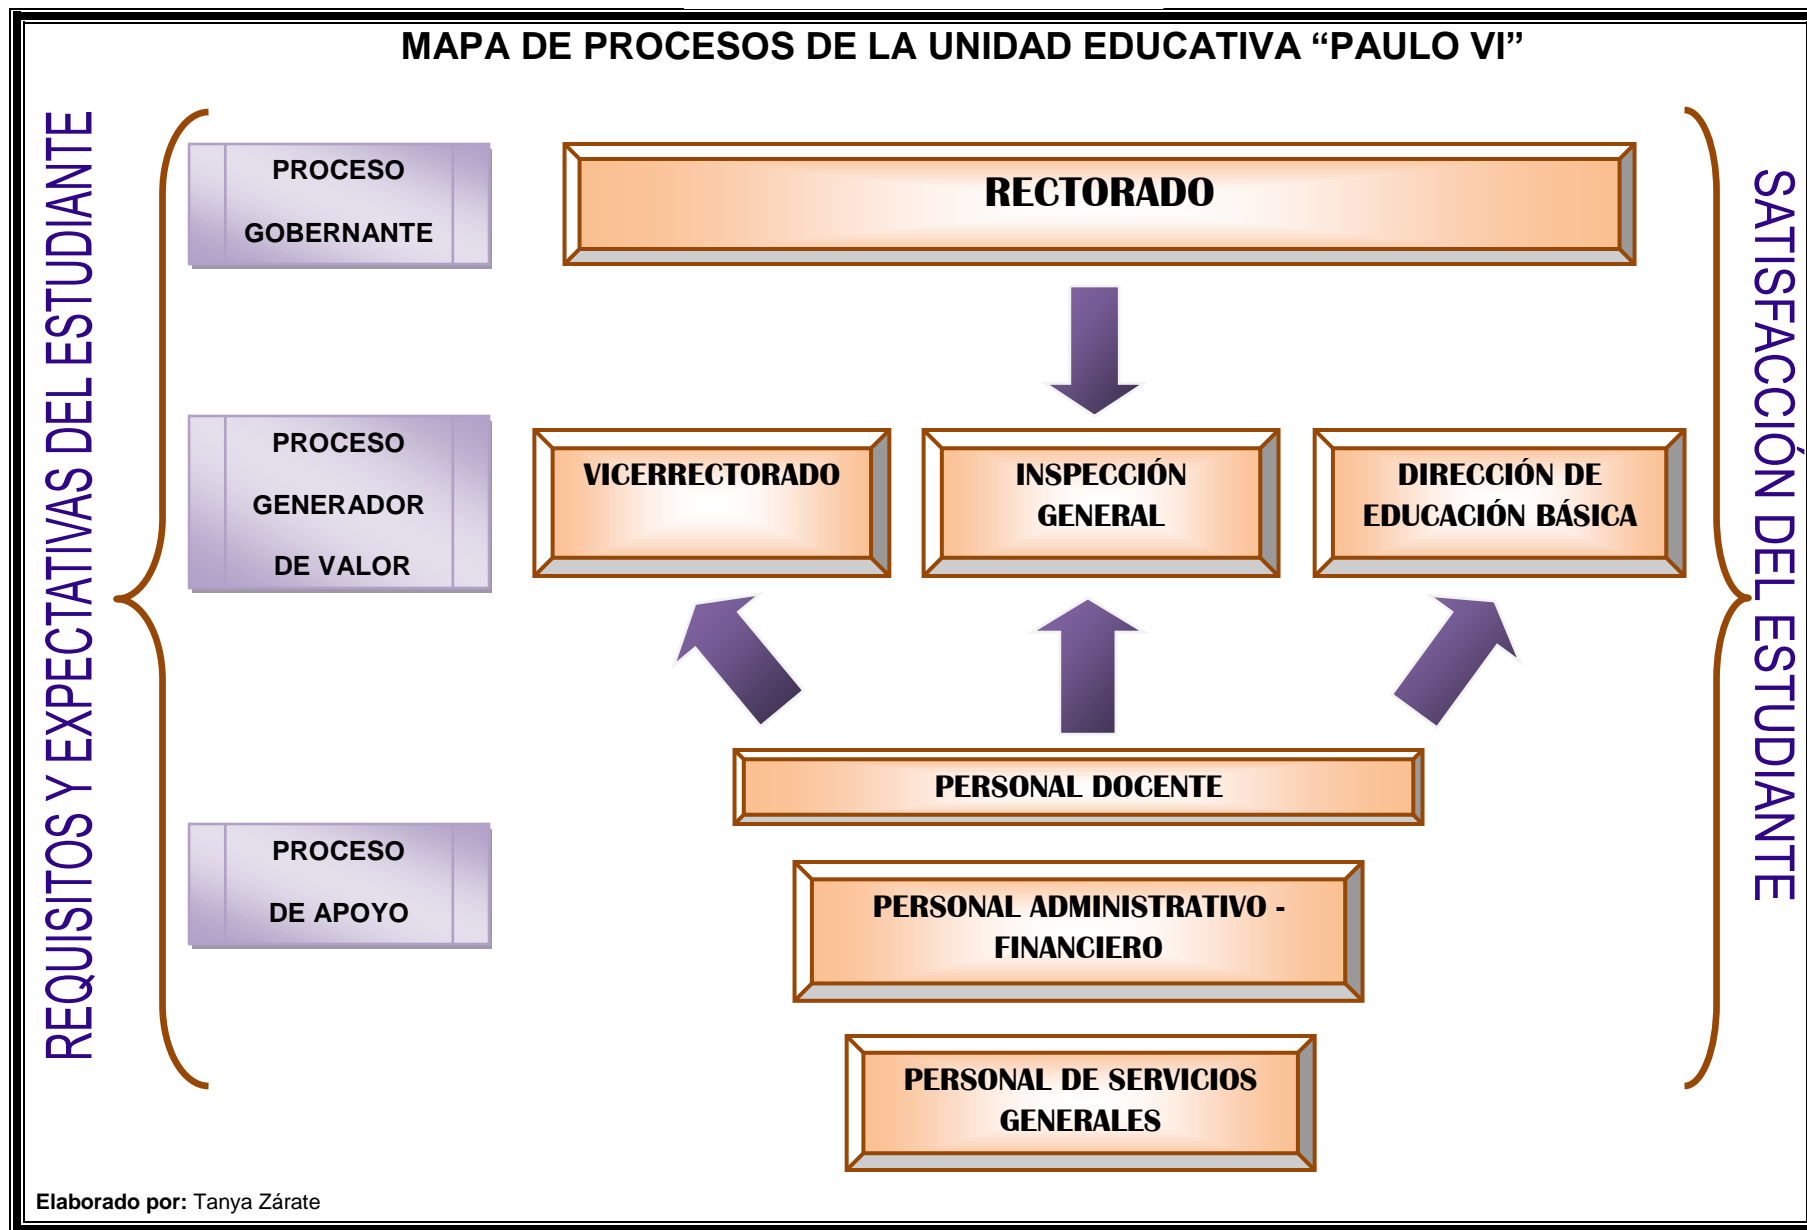 MAPA DE PROCESOS DE LA UNIDAD EDUCATIVA “PAULO VI”
REQUISITOS Y EXPECTATIVAS DEL ESTUDIANTE
PROCESO
GOBERNANTE
RECTORADO
PROCESO
GENERADOR
DE VALOR
VICERRECTORADO
INSPECCIÓN
GENERAL
DIRECCIÓN DE
EDUCACIÓN BÁSICA
PROCESO
DE APOYO
PERSONAL DOCENTE
PERSONAL ADMINISTRATIVO -
FINANCIERO
PERSONAL DE SERVICIOS
GENERALES
SATISFACCIÓN DEL ESTUDIANTE
Elaborado por: Tanya Zárate